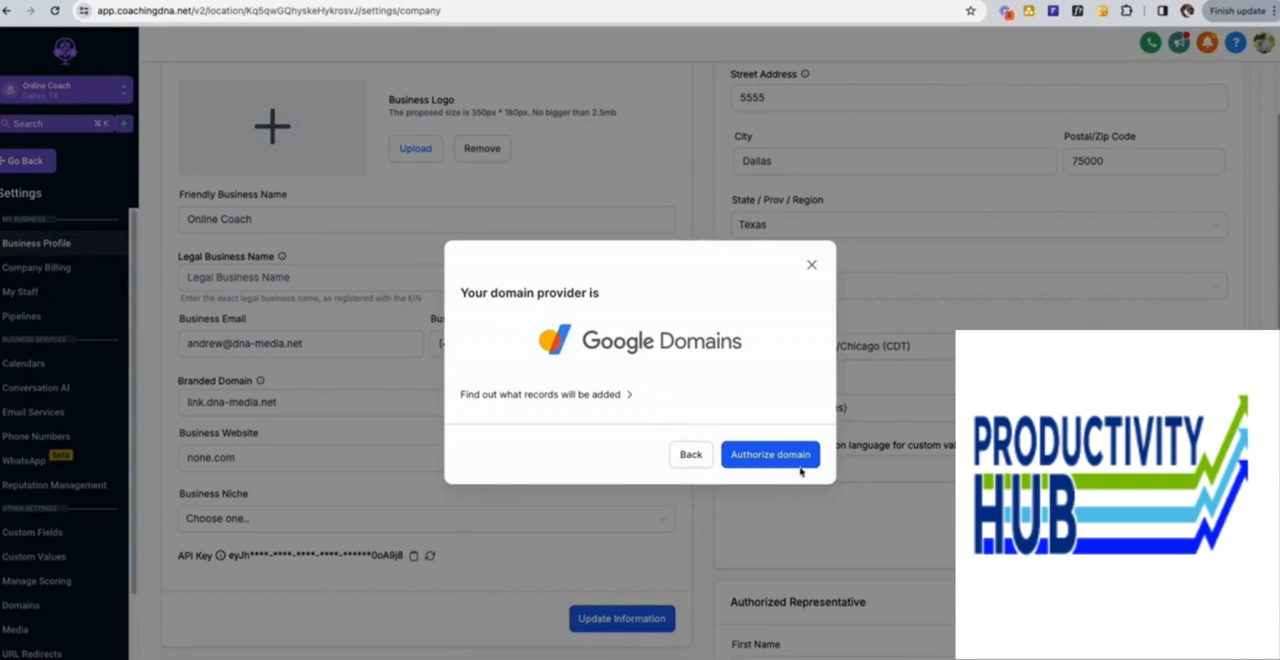 app.coachingdna.net/v2/location/Kq5qwGQhyskeHykrosvJ/settings/company
Finish update
Online Coach
Dallas, TX
Search
⌘ K
Go Back
Settings
MY BUSINESS
Business Profile
Company Billing
My Staff
Pipelines
BUSINESS SERVICES
Calendars
Conversation AI
Email Services
Phone Numbers
WhatsApp beta
Reputation Management
OTHER SETTINGS
Custom Fields
Custom Values
Manage Scoring
Domains
Media
URL Redirects
Business Logo
The proposed size is 350px * 180px. No bigger than 2.5mb
Upload Remove
Friendly Business Name
Online Coach
Legal Business Name
Legal Business Name
Enter the exact legal business name, as registered with the EIN
Business Email
andrew@dna-media.net
Branded Domain
link.dna-media.net
Business Website
none.com
Business Niche
Choose one..
API Key eyJh****-****-****-****-******0oA9j8
Update Information
Your domain provider is
Google Domains
Find out what records will be added
Back Authorize domain
Street Address
5555
City Postal/Zip Code
Dallas 75000
State / Prov / Region
Texas
/Chicago (CDT)
on language for custom val
Authorized Representative
First Name
PRODUCTIVITY
HUB